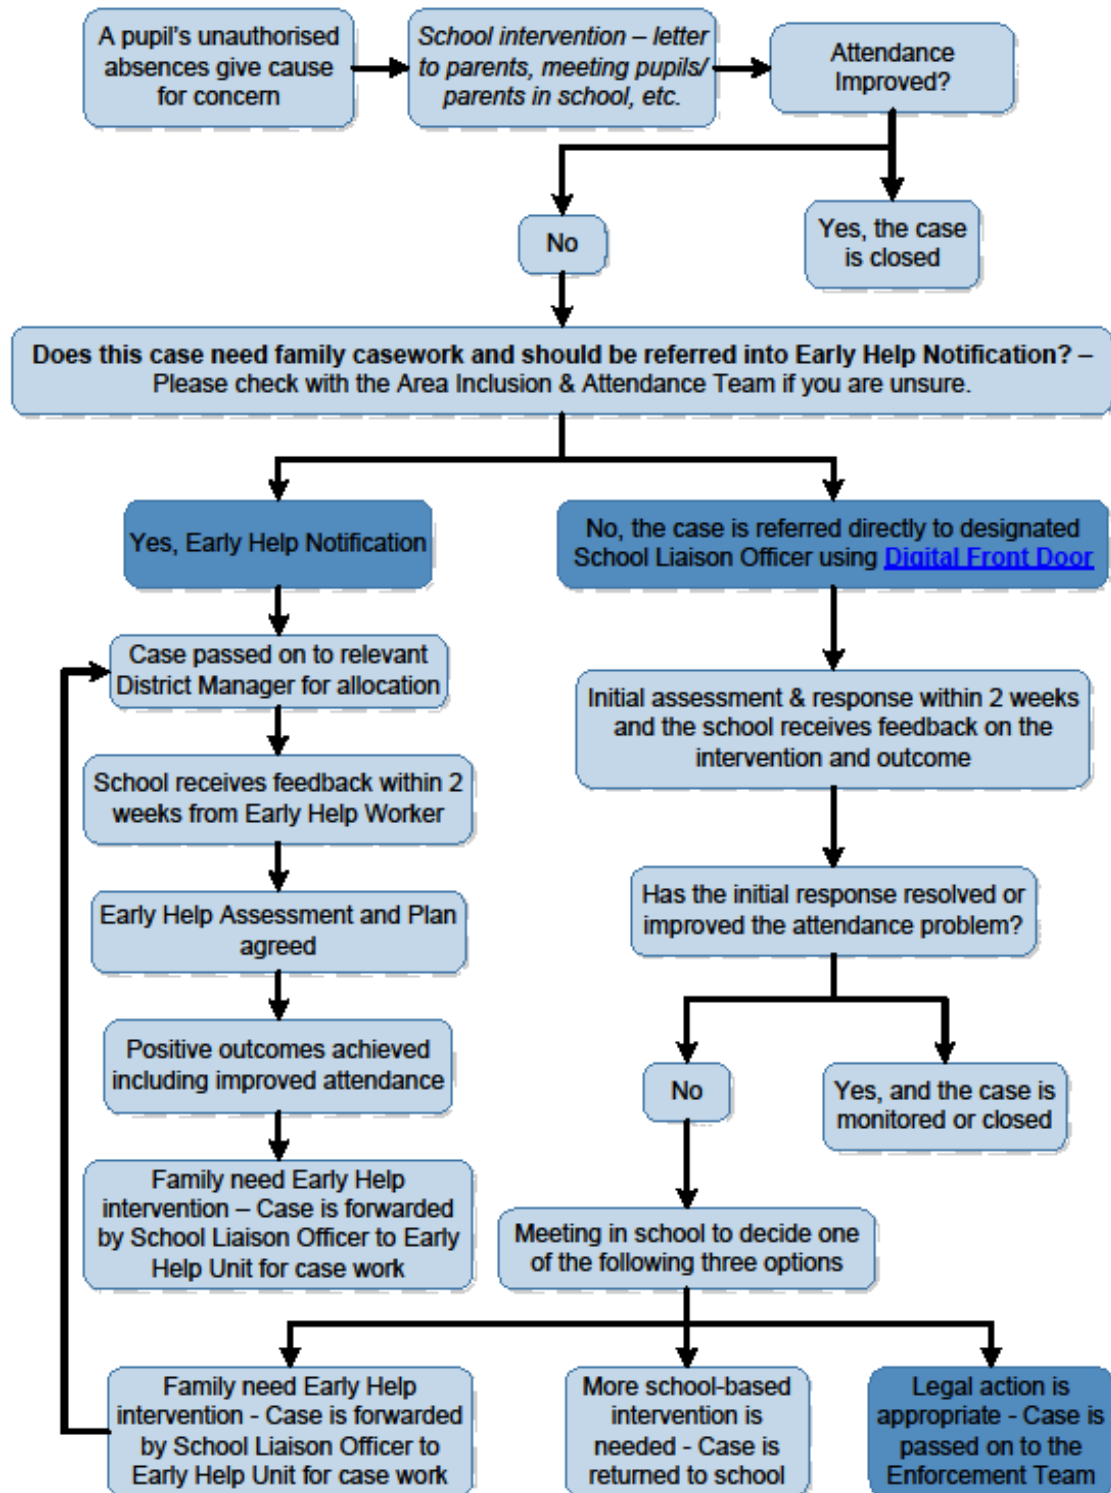 A pupil's unauthorised
absences give cause
for concern
School intervention – letter
to parents, meeting pupils/
parents in school, etc.
Attendance
Improved?
No
Yes, the case
is closed
Does this case need family casework and should be referred into Early Help Notification? –
Please check with the Area Inclusion & Attendance Team if you are unsure.
Yes, Early Help Notification
No, the case is referred directly to designated
School Liaison Officer using Digital Front Door
Case passed on to relevant
District Manager for allocation
Initial assessment & response within 2 weeks
and the school receives feedback on the
intervention and outcome
School receives feedback within 2
weeks from Early Help Worker
Early Help Assessment and Plan
agreed
Has the initial response resolved or
improved the attendance problem?
Positive outcomes achieved
including improved attendance
No
Yes, and the case is
monitored or closed
Family need Early Help
intervention – Case is forwarded
by School Liaison Officer to Early
Help Unit for case work
Meeting in school to decide one
of the following three options
Family need Early Help
intervention - Case is forwarded
by School Liaison Officer to
Early Help Unit for case work
More school-based
intervention is
needed - Case is
returned to school
Legal action is
appropriate - Case is
passed on to the
Enforcement Team